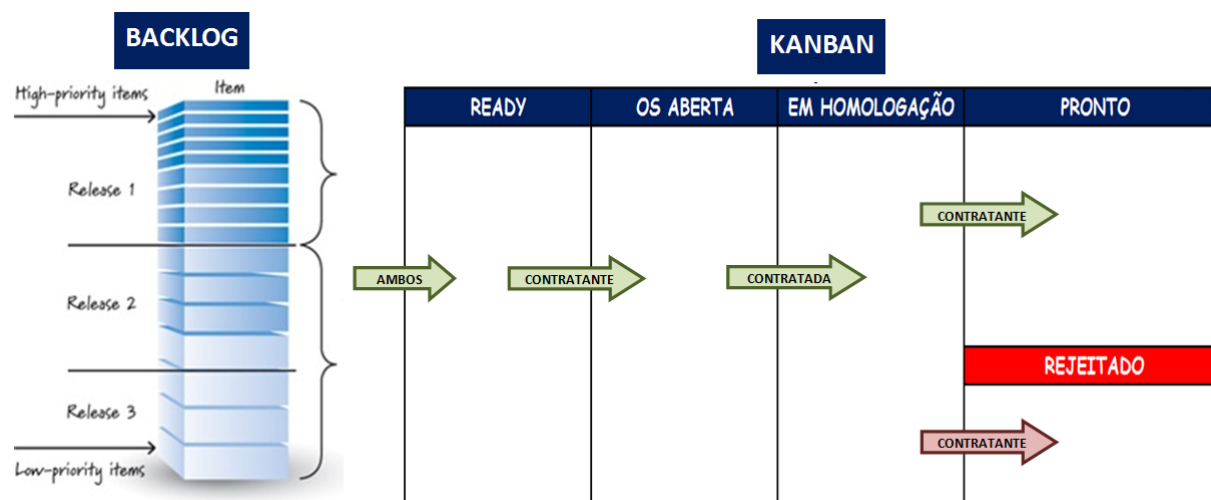 BACKLOG
KANBAN
High-priority items
Item
Release 1
Release 2
Release 3
Low-priority items
READY
OS ABERTA
EM HOMOLOGAÇÃO
PRONTO
CONTRATANTE
AMBOS
CONTRATANTE
CONTRATADA
REJEITADO
CONTRATANTE